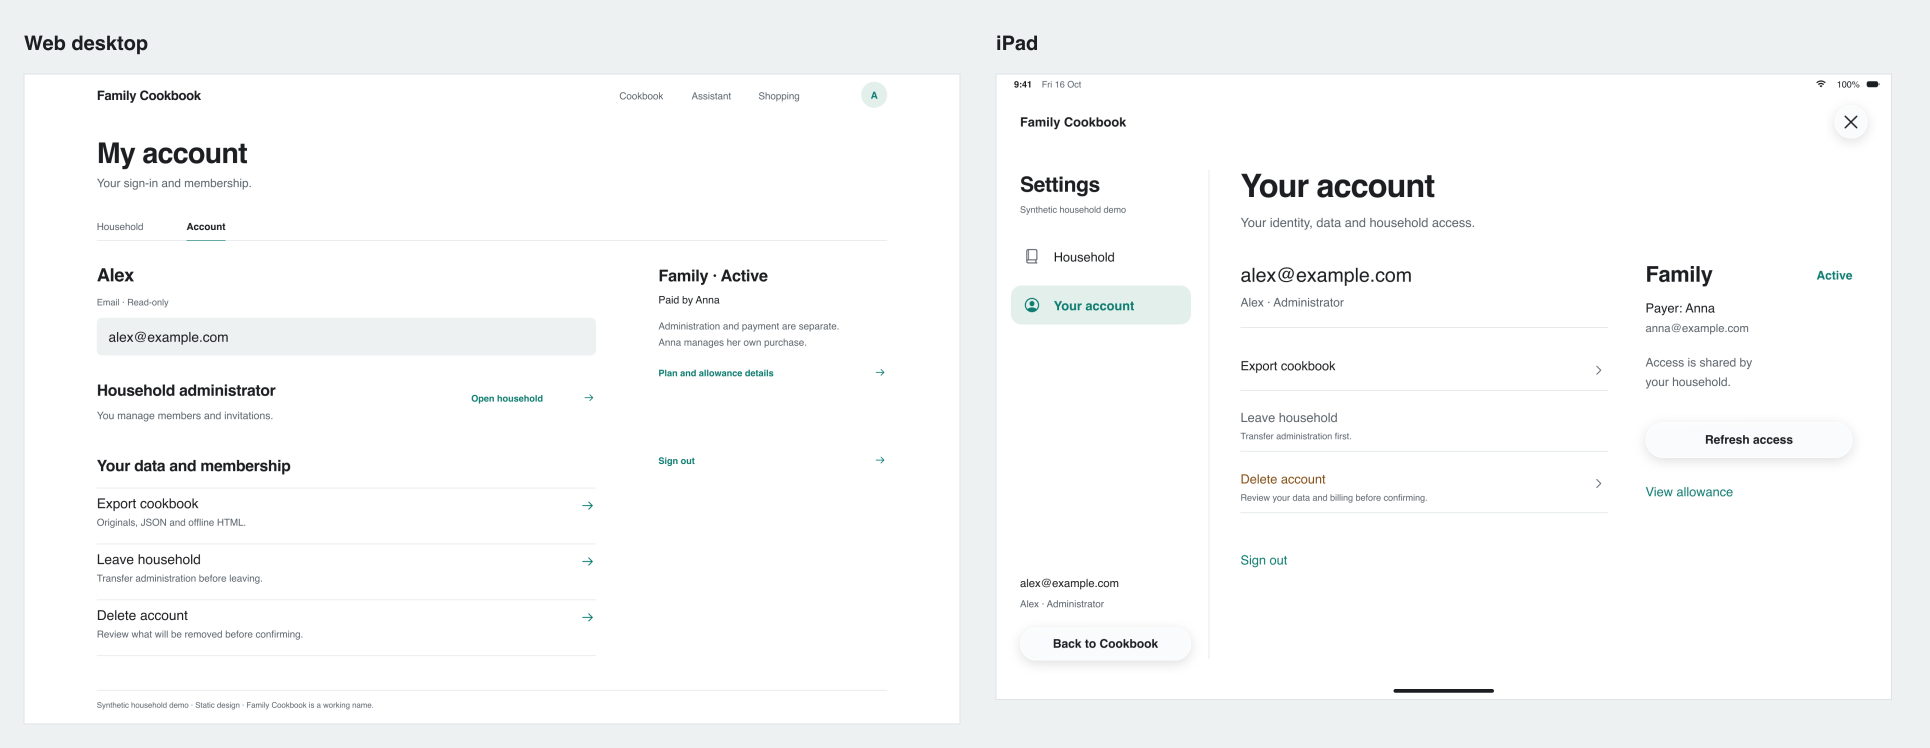 Web desktop
Family Cookbook
Cookbook
Assistant
Shopping
A
My account
Your sign-in and membership.
Household
Account
Alex
Email · Read-only
alex@example.com
Household administrator
You manage members and invitations.
Open household
Your data and membership
Export cookbook
Originals, JSON and offline HTML.
Leave household
Transfer administration before leaving.
Delete account
Review what will be removed before confirming.
Family · Active
Paid by Anna
Administration and payment are separate.
Anna manages her own purchase.
Plan and allowance details
Sign out
Synthetic household demo · Static design · Family Cookbook is a working name.
iPad
9:41 Fri 16 Oct
100%
Family Cookbook
Settings
Synthetic household demo
Household
Your account
alex@example.com
Alex · Administrator
Back to Cookbook
Your account
Your identity, data and household access.
alex@example.com
Alex · Administrator
Export cookbook
Leave household
Transfer administration first.
Delete account
Review your data and billing before confirming.
Sign out
Family
Active
Payer: Anna
anna@example.com
Access is shared by
your household.
Refresh access
View allowance